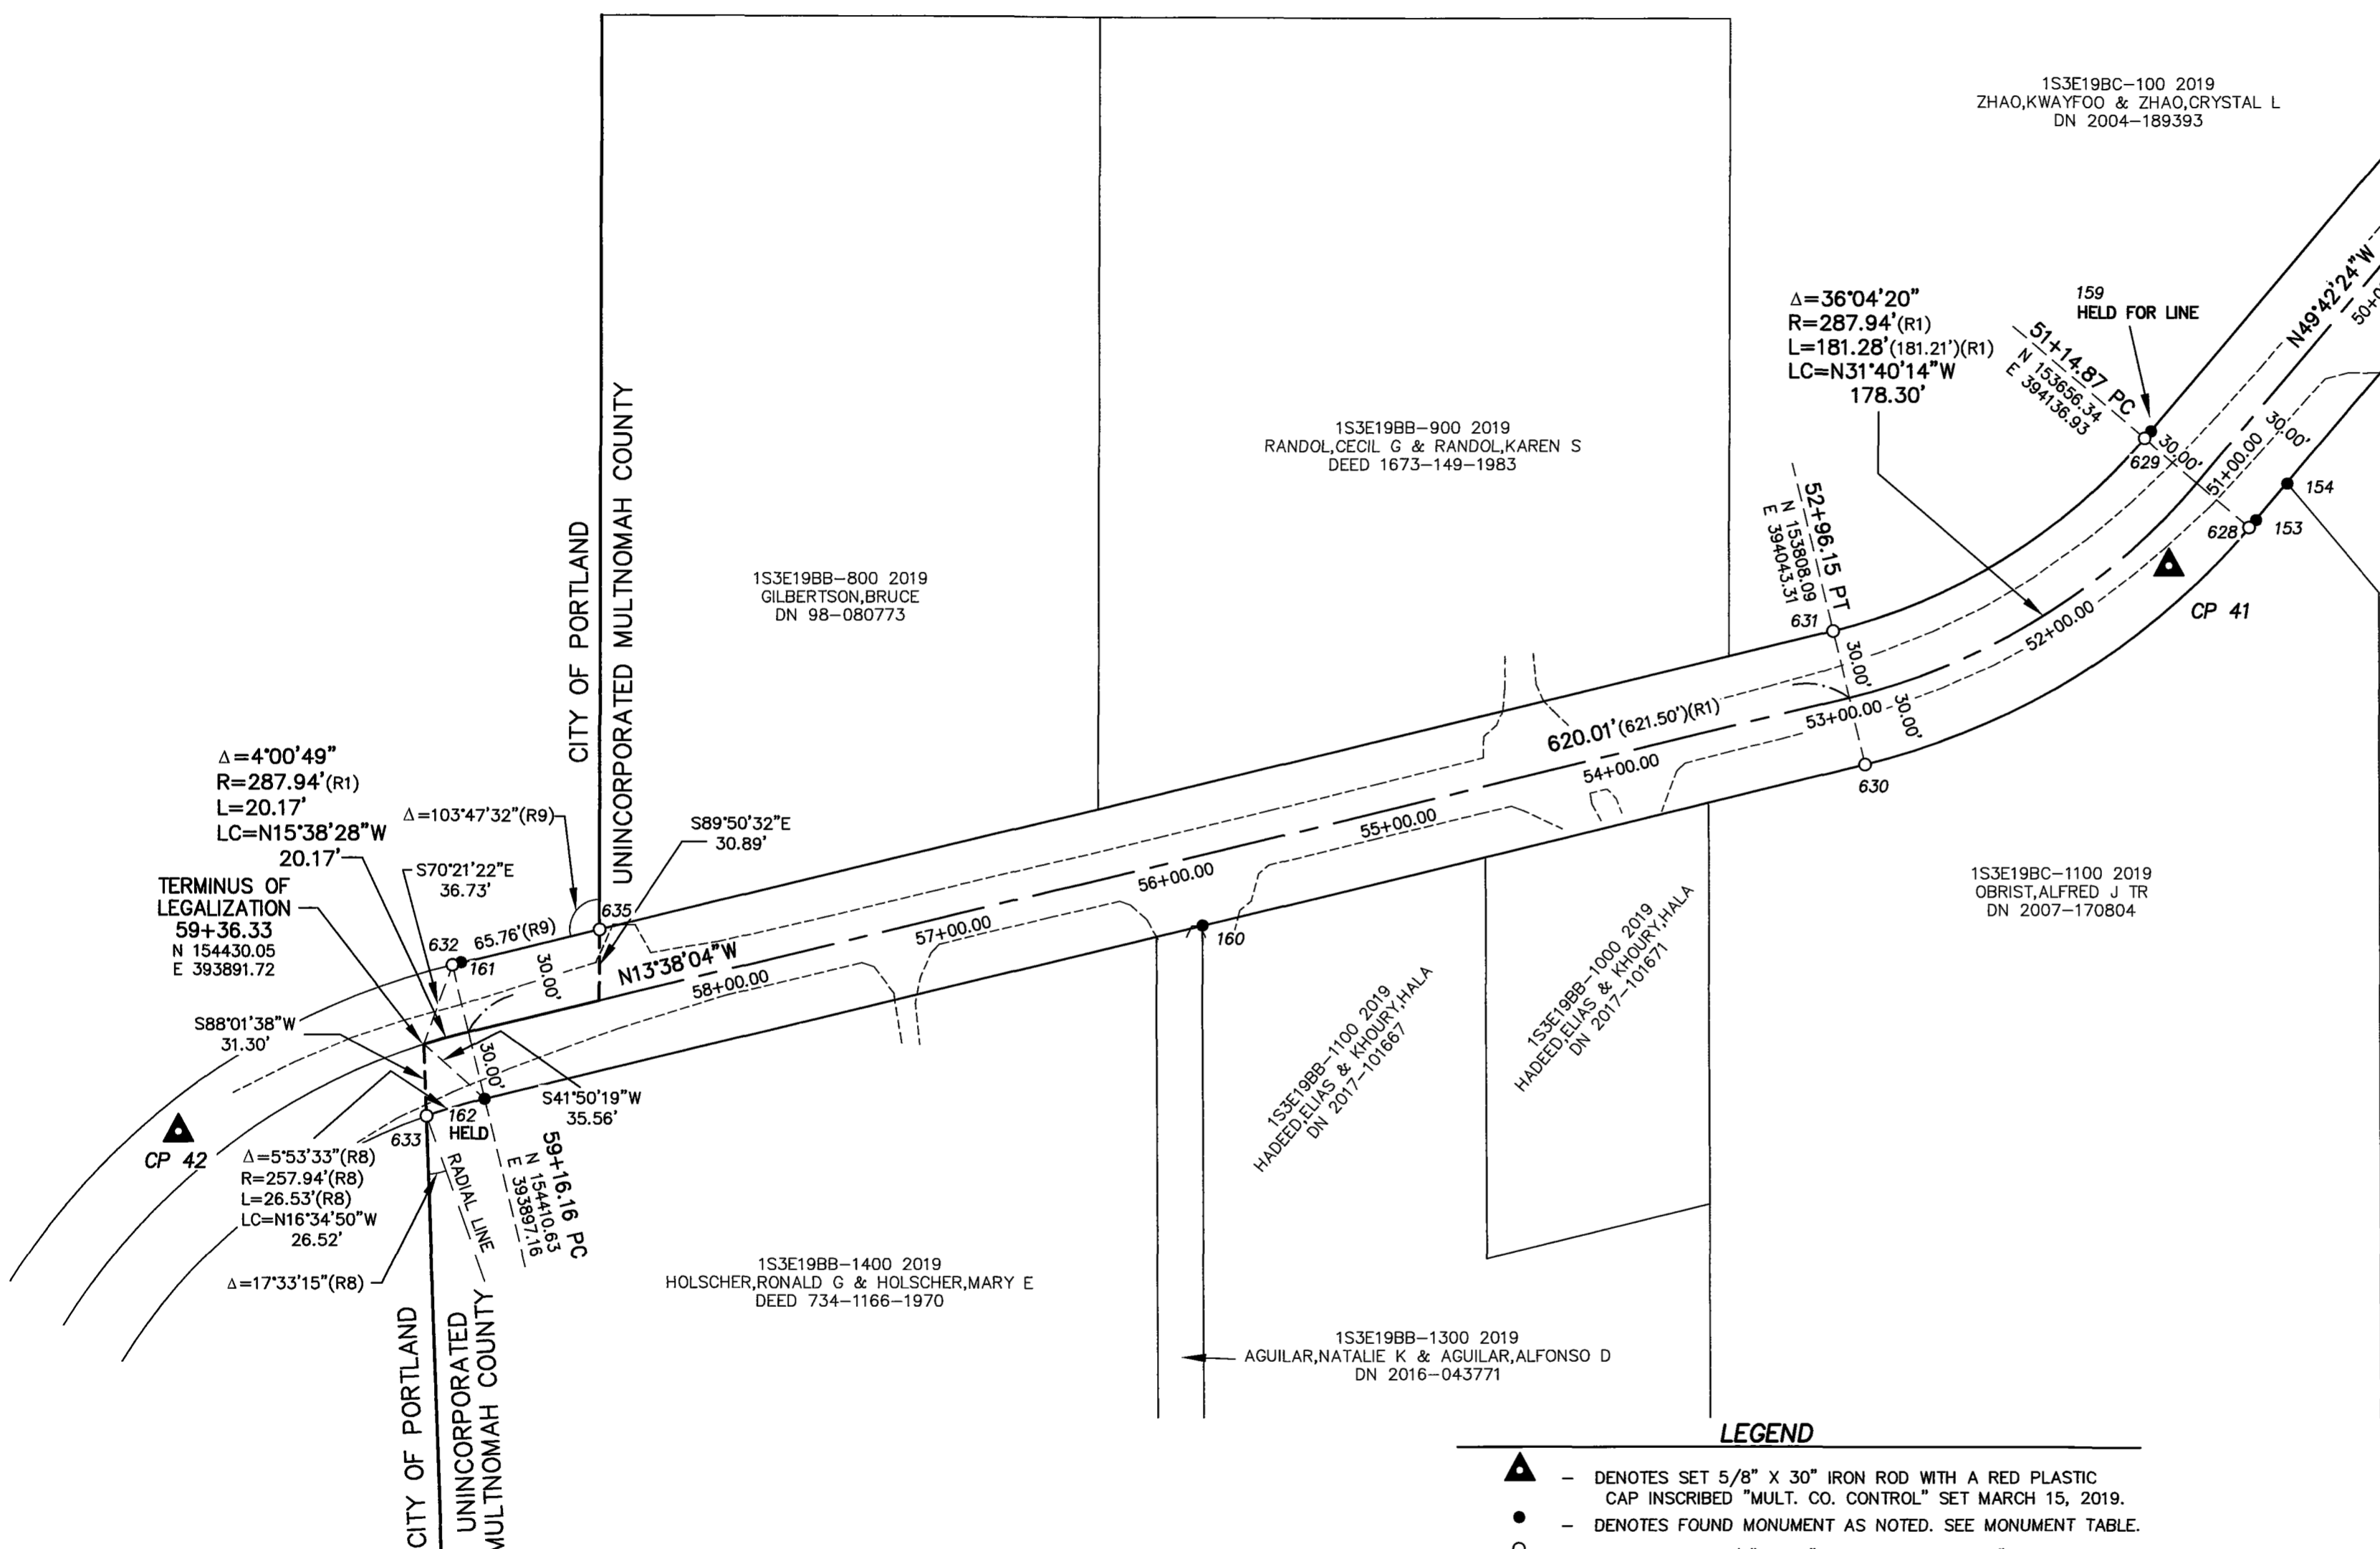 1S3E19BC-100 2019
ZHAO,KWAYFOO & ZHAO,CRYSTAL L
DN 2004-189393
N49°42'24"W
159
HELD FOR LINE
Δ=36°04'20"
R=287.94'(R1)
L=181.28'(181.21')(R1)
LC=N31°40'14"W
178.30'
51+14.87 PC
N 153656.34
E 394136.93
629
30.00'
30.00'
51+00.00
154
628
153
CP 41
52+00.00
CITY OF PORTLAND
UNINCORPORATED MULTNOMAH COUNTY
1S3E19BB-900 2019
RANDOL,CECIL G & RANDOL,KAREN S
DEED 1673-149-1983
52+96.15 PT
N 153808.09
E 394043.31
631
30.00'
30.00'
630
1S3E19BB-800 2019
GILBERTSON,BRUCE
DN 98-080773
620.01'(621.50')(R1)
53+00.00
54+00.00
55+00.00
56+00.00
57+00.00
58+00.00
N13°38'04"W
Δ=4°00'49"
R=287.94'(R1)
L=20.17'
LC=N15°38'28"W
20.17'
Δ=103°47'32"(R9)
S89°50'32"E
30.89'
S70°21'22"E
36.73'
TERMINUS OF
LEGALIZATION
59+36.33
N 154430.05
E 393891.72
635
632
65.76'(R9)
161
30.00'
160
S88°01'38"W
31.30'
30.00'
S41°50'19"W
35.56'
162
HELD
633
CP 42
Δ=5°53'33"(R8)
R=257.94'(R8)
L=26.53'(R8)
LC=N16°34'50"W
26.52'
Δ=17°33'15"(R8)
RADIAL LINE
59+16.16 PC
N 154410.63
E 393897.16
CITY OF PORTLAND
UNINCORPORATED
MULTNOMAH COUNTY
1S3E19BB-1400 2019
HOLSCHER,RONALD G & HOLSCHER,MARY E
DEED 734-1166-1970
1S3E19BB-1100 2019
HADEED,ELIAS & KHOURY,HALA
DN 2017-101667
1S3E19BB-1000 2019
HADEED,ELIAS & KHOURY,HALA
DN 2017-101671
1S3E19BC-1100 2019
OBRIST,ALFRED J TR
DN 2007-170804
1S3E19BB-1300 2019
AGUILAR,NATALIE K & AGUILAR,ALFONSO D
DN 2016-043771
LEGEND
- DENOTES SET 5/8" X 30" IRON ROD WITH A RED PLASTIC
CAP INSCRIBED "MULT. CO. CONTROL" SET MARCH 15, 2019.
- DENOTES FOUND MONUMENT AS NOTED. SEE MONUMENT TABLE.